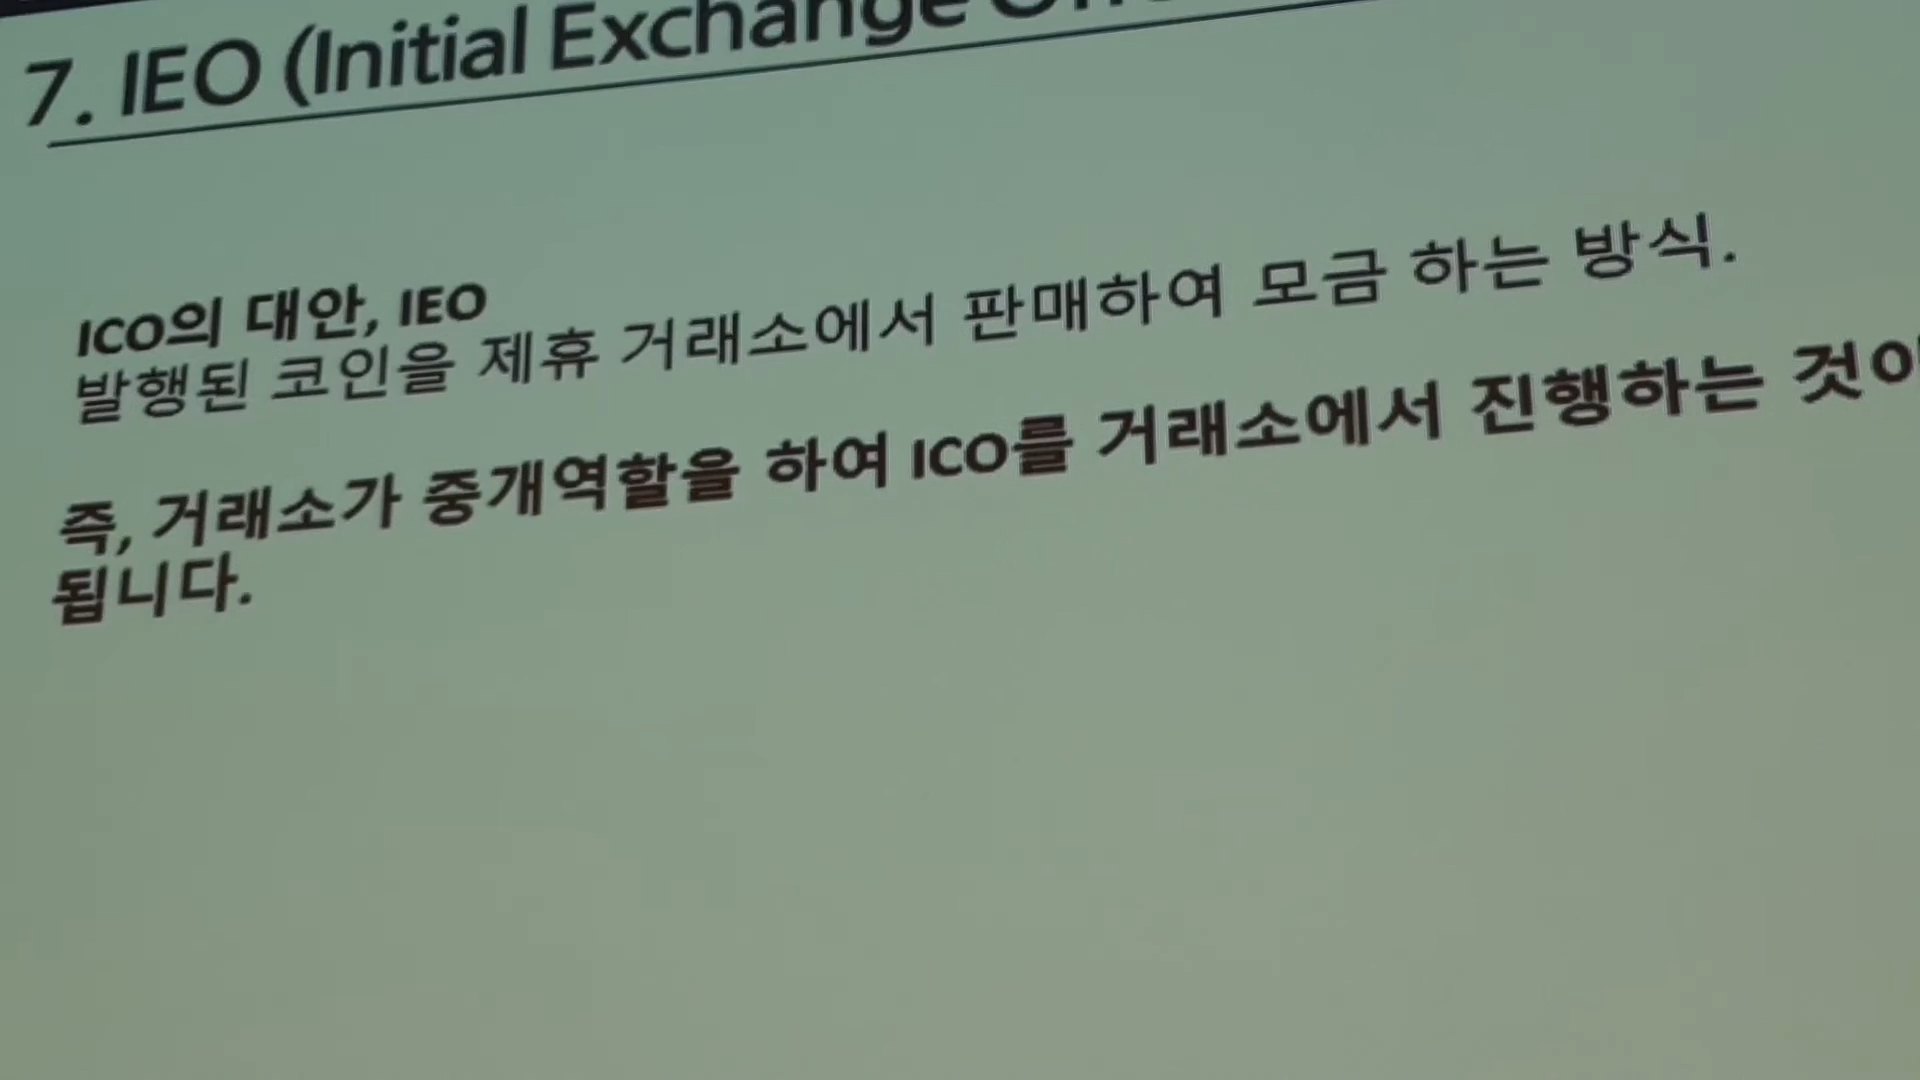 7. IEO (Initial Exchange
ICO의 대안, IEO
발행된 코인을 제휴 거래소에서 판매하여 모금 하는 방식.
즉, 거래소가 중개역할을 하여 ICO를 거래소에서 진행하는 것이
됩니다.